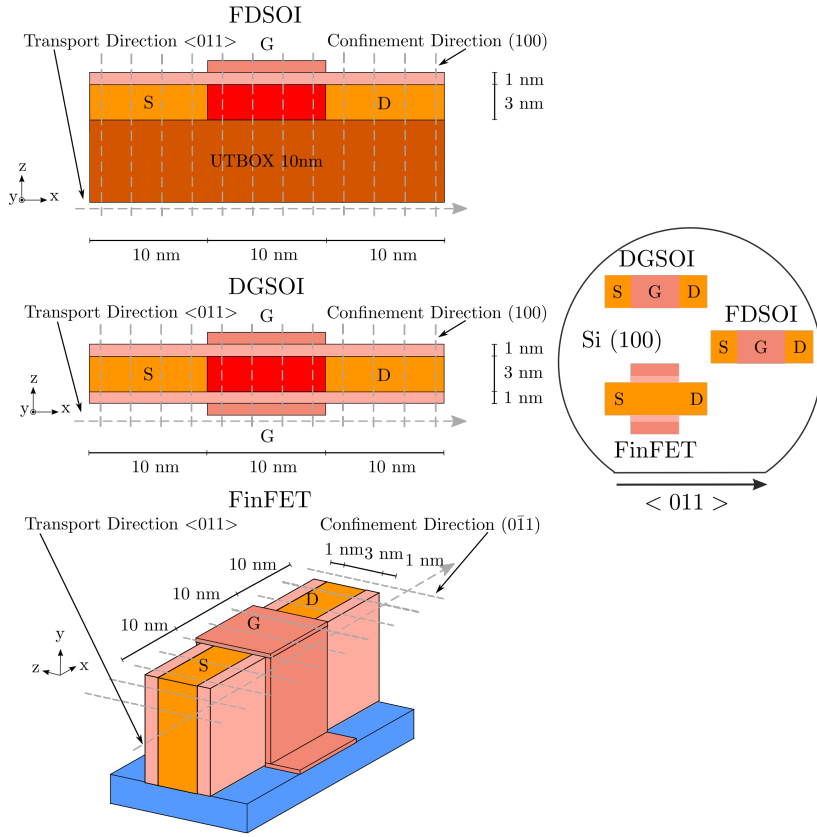 FDSOI
Transport Direction <011>
G
Confinement Direction (100)
1 nm
3 nm
S
D
UTBOX 10nm
z
y
x
10 nm
10 nm
10 nm
DGSOI
Transport Direction <011>
G
Confinement Direction (100)
1 nm
3 nm
1 nm
S
D
z
y
x
G
10 nm
10 nm
10 nm
FinFET
Transport Direction <011>
Confinement Direction (01̄1)
1 nm
3 nm
1 nm
10 nm
10 nm
10 nm
D
G
S
y
z
x
DGSOI
S G D
FDSOI
S G D
Si (100)
S D
FinFET
< 011 >